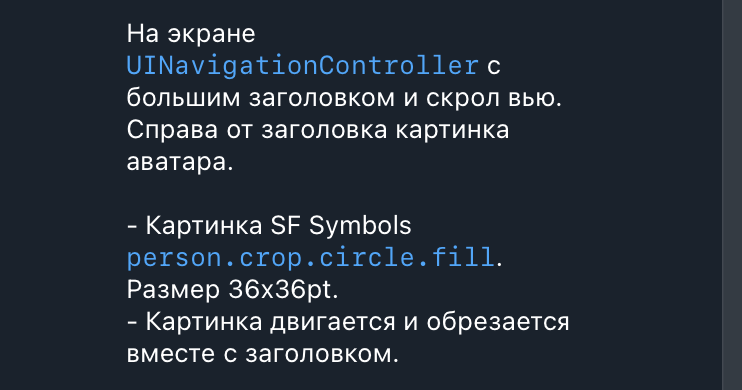 На экране
UINavigationController с
большим заголовком и скрол вью.
Справа от заголовка картинка
аватара.
- Картинка SF Symbols
person.crop.circle.fill.
Размер 36x36pt.
- Картинка двигается и обрезается
вместе с заголовком.